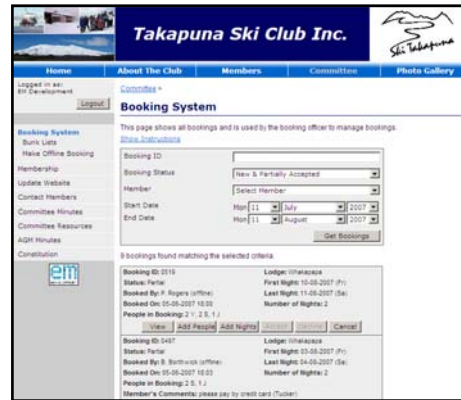 Takapuna Ski Club Inc.
Ski Takapuna
Home About The Club Members Committee Photo Gallery
Logged in as:
EM Development
Logout
Booking System
Bunk Lists
Make Offline Booking
Membership
Update Website
Contact Members
Committee Minutes
Committee Resources
AGM Minutes
Constitution
em
Committee »
Booking System
This page shows all bookings and is used by the booking officer to manage bookings.
Show Instructions
Booking ID
Booking Status New & Partially Accepted
Member Select Member
Start Date Mon 11 July 2007
End Date Mon 11 August 2007
Get Bookings
9 bookings found matching the selected criteria.
Booking ID: 0519 Lodge: Whakapapa
Status: Partial First Night: 10-08-2007 (Fr)
Booked By: P. Rogers (offline) Last Night: 11-08-2007 (Sa)
Booked On: 05-06-2007 18:00 Number of Nights: 2
People in Booking: 2 Y, 2 S, 1 J
View Add People Add Nights Accept Decline Cancel
Booking ID: 0497 Lodge: Whakapapa
Status: Partial First Night: 03-08-2007 (Fr)
Booked By: B. Borthwick (offline) Last Night: 04-08-2007 (Sa)
Booked On: 05-06-2007 18:03 Number of Nights: 2
People in Booking: 2 S, 1 J
Member's Comments: please pay by credit card (Tucker)